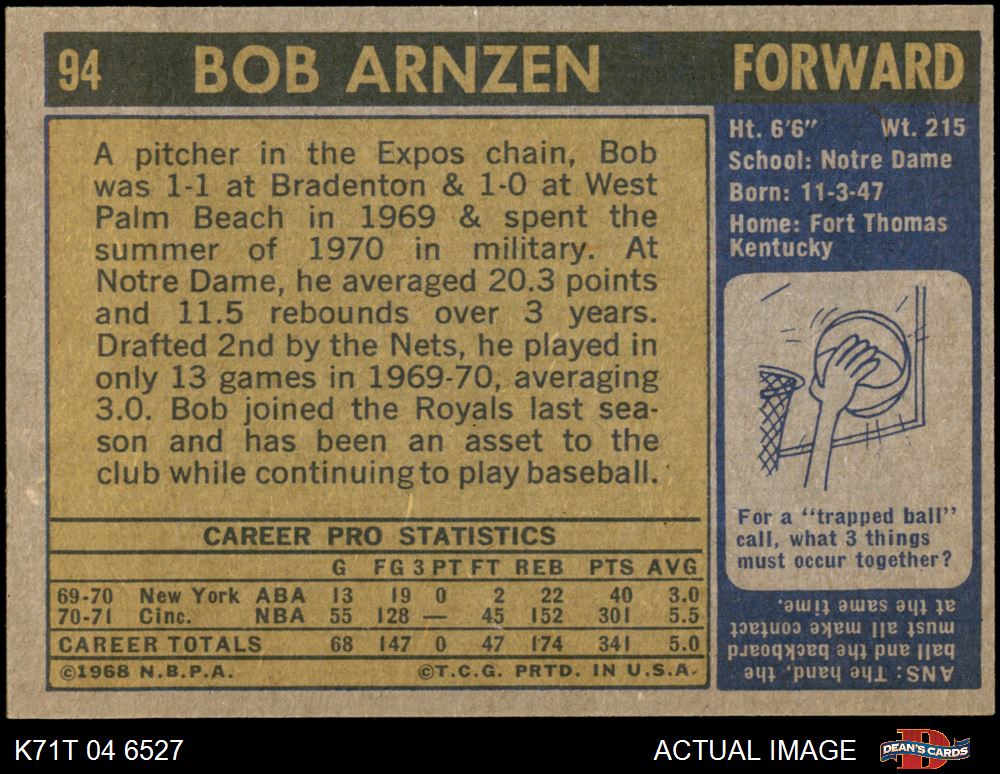 94 BOB ARNZEN FORWARD
A pitcher in the Expos chain, Bob
was 1-1 at Bradenton & 1-0 at West
Palm Beach in 1969 & spent the
summer of 1970 in military. At
Notre Dame, he averaged 20.3 points
and 11.5 rebounds over 3 years.
Drafted 2nd by the Nets, he played in
only 13 games in 1969-70, averaging
3.0. Bob joined the Royals last sea-
son and has been an asset to the
club while continuing to play baseball.
CAREER PRO STATISTICS
G FG 3PT FT REB PTS AVG
69-70 New York ABA 13 19 0 2 22 40 3.0
70-71 Cinc. NBA 55 128 — 45 152 301 5.5
CAREER TOTALS 68 147 0 47 174 341 5.0
©1968 N.B.P.A. ©T.C.G. PRTD. IN U.S.A.
Ht. 6'6" Wt. 215
School: Notre Dame
Born: 11-3-47
Home: Fort Thomas
Kentucky
For a "trapped ball"
call, what 3 things
must occur together?
ANS: The hand, the
ball and the backboard
must all make contact
at the same time.
K71T 04 6527 ACTUAL IMAGE DEAN'S CARDS